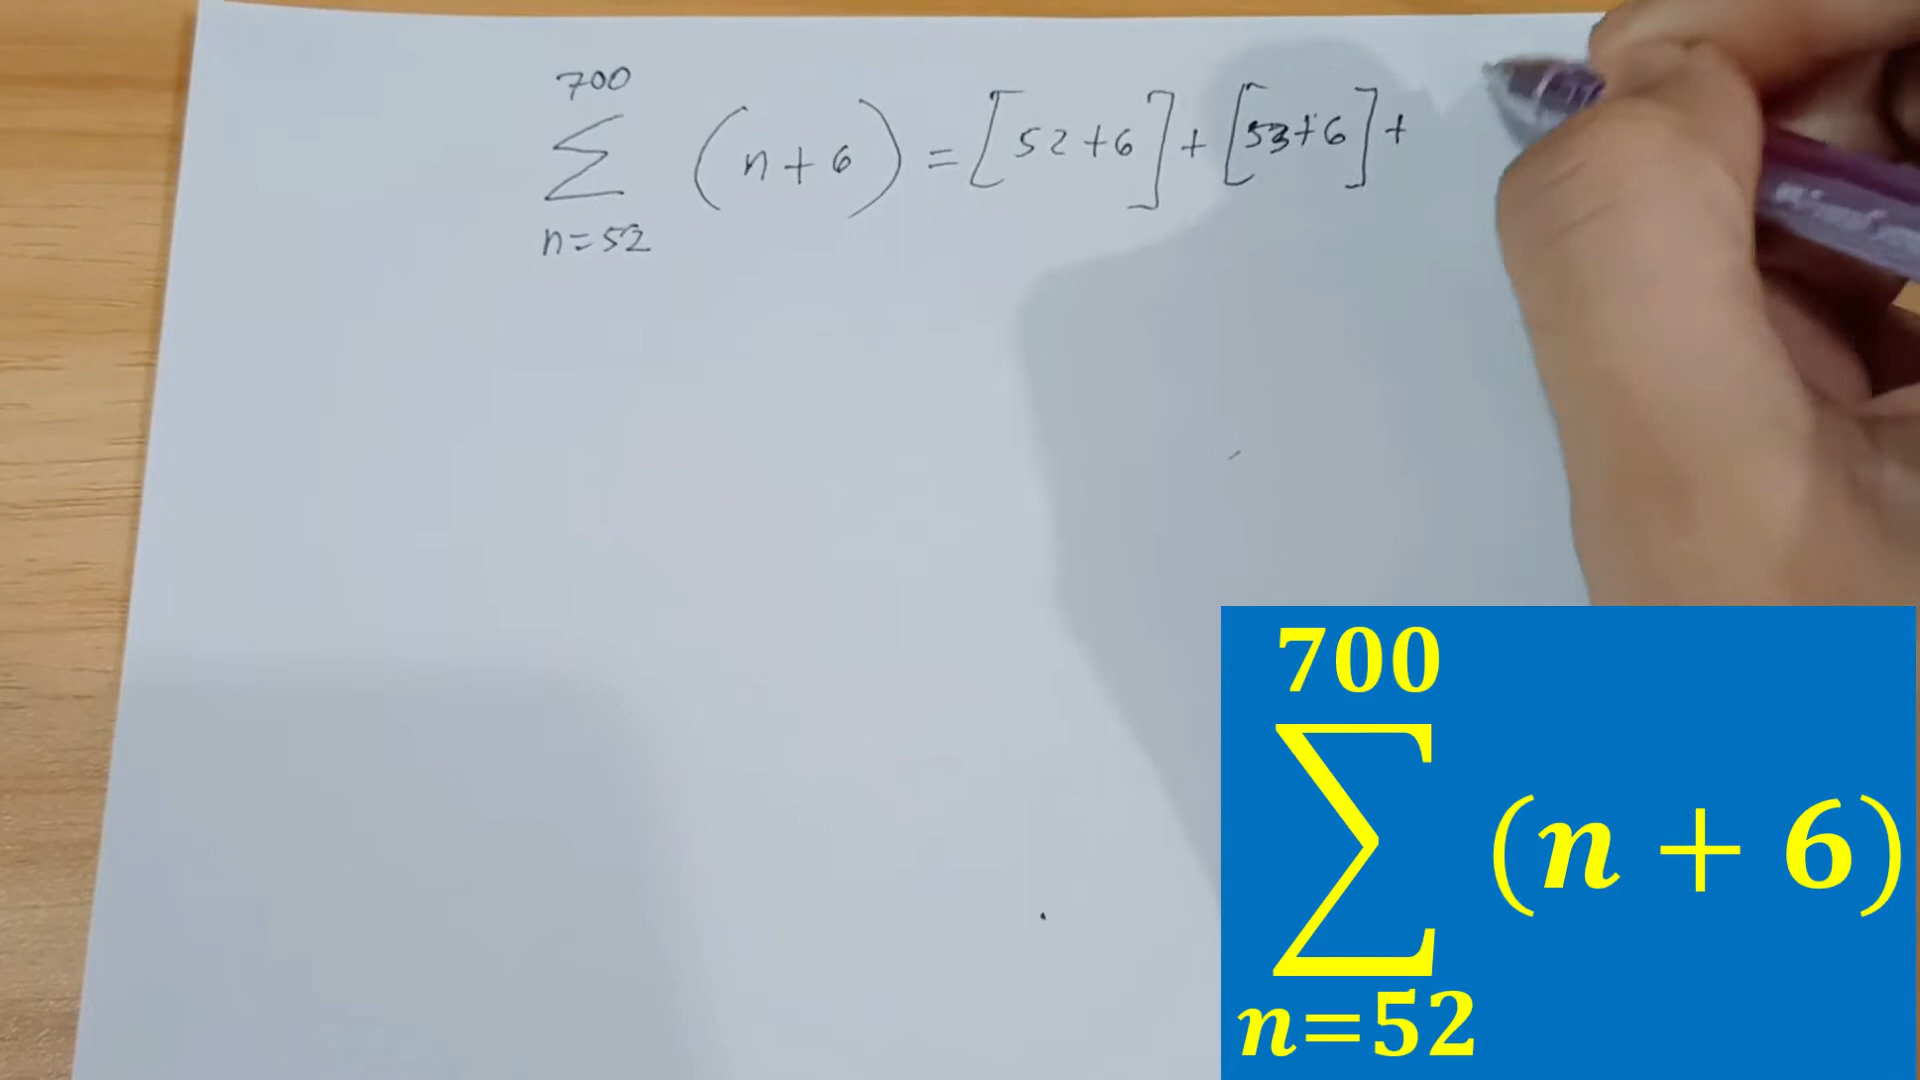 700
∑ (n+6) = [52+6] + [53+6] +
n=52
700
∑ (n + 6)
n=52